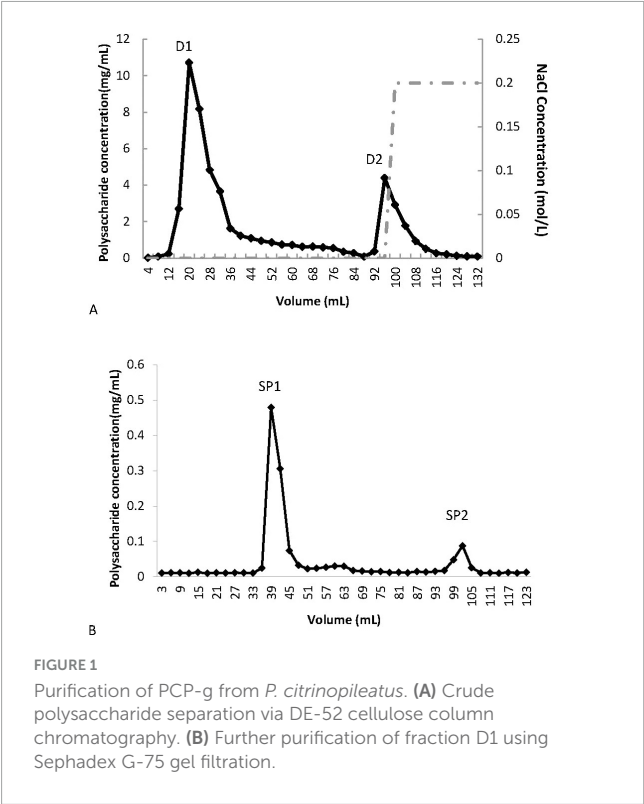 12
10
8
6
4
2
0
D1
D2
0.25
0.2
0.15
0.1
0.05
0
Polysaccharide concentration(mg/mL)
NaCl Concentration (mol/L)
4 12 20 28 36 44 52 60 68 76 84 92 100 108 116 124 132
Volume (mL)
A
0.6
0.5
0.4
0.3
0.2
0.1
0
SP1
SP2
Polysaccharide concentration(mg/mL)
3 9 15 21 27 33 39 45 51 57 63 69 75 81 87 93 99 105 111 117 123
Volume (mL)
B
FIGURE 1
Purification of PCP-g from P. citrinopileatus. (A) Crude
polysaccharide separation via DE-52 cellulose column
chromatography. (B) Further purification of fraction D1 using
Sephadex G-75 gel filtration.